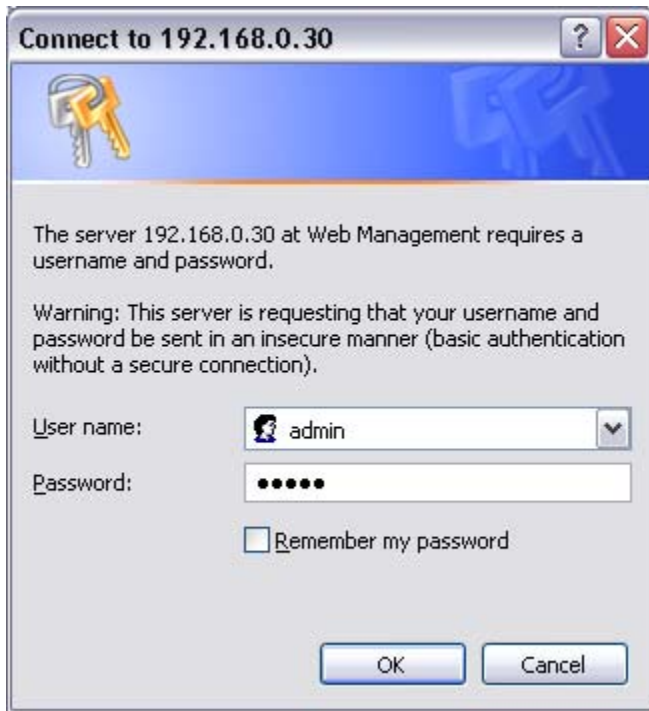 Connect to 192.168.0.30
The server 192.168.0.30 at Web Management requires a
username and password.
Warning: This server is requesting that your username and
password be sent in an insecure manner (basic authentication
without a secure connection).
User name:
admin
Password:
•••••
Remember my password
OK
Cancel